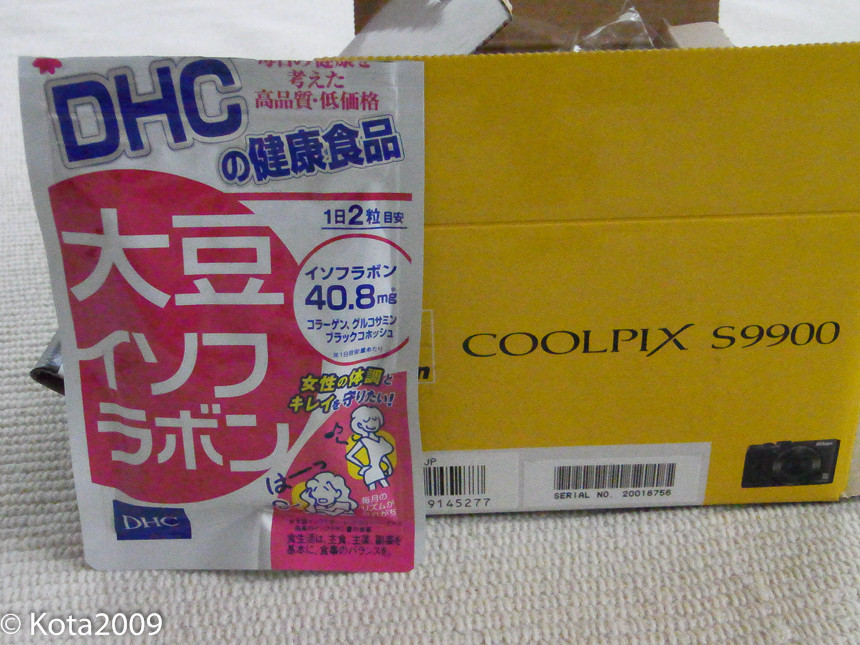 DHC
考えた
高品質・低価格
の健康食品
1日2粒目安
大豆
イソフ
ラボン
イソフラボン
40.8mg
コラーゲン、グルコサミン
ブラックコホッシュ
女性の体調と
キレイを守りたい!
はーっ
毎月の
DHC
食生活は、主食、主菜、副菜を
基本に、食事のバランスを。
COOLPIX S9900
JP
9145277
SERIAL NO. 20016756
Nikon
© Kota2009